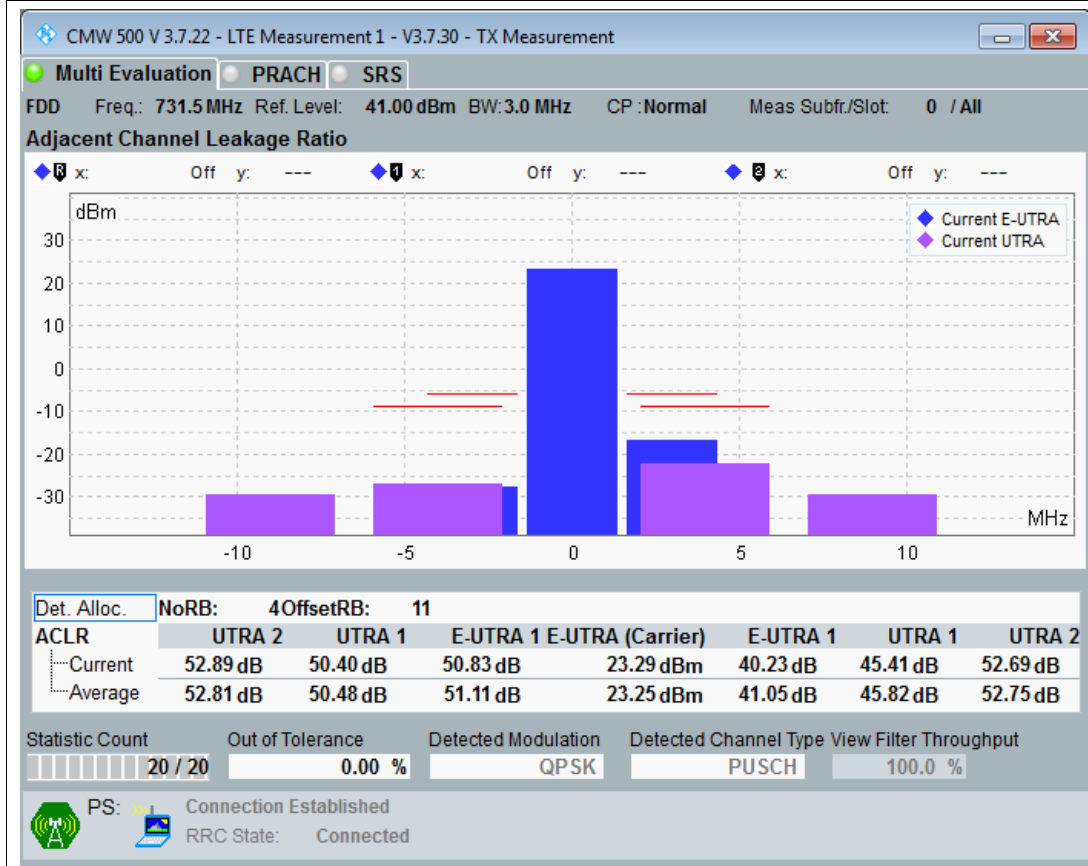 CMW 500 V 3.7.22 - LTE Measurement 1 - V3.7.30 - TX Measurement
Multi Evaluation PRACH SRS
FDD Freq.: 731.5 MHz Ref. Level: 41.00 dBm BW: 3.0 MHz CP : Normal Meas Subfr./Slot: 0 / All
Adjacent Channel Leakage Ratio
R x: Off y: --- 1 x: Off y: --- 2 x: Off y: ---
dBm
Current E-UTRA
Current UTRA
30
20
10
0
-10
-20
-30
MHz
-10 -5 0 5 10
Det. Alloc. NoRB: 4 OffsetRB: 11
ACLR UTRA 2 UTRA 1 E-UTRA 1 E-UTRA (Carrier) E-UTRA 1 UTRA 1 UTRA 2
Current 52.89 dB 50.40 dB 50.83 dB 23.29 dBm 40.23 dB 45.41 dB 52.69 dB
Average 52.81 dB 50.48 dB 51.11 dB 23.25 dBm 41.05 dB 45.82 dB 52.75 dB
Statistic Count Out of Tolerance Detected Modulation Detected Channel Type View Filter Throughput
20 / 20 0.00 % QPSK PUSCH 100.0 %
PS: Connection Established
RRC State: Connected